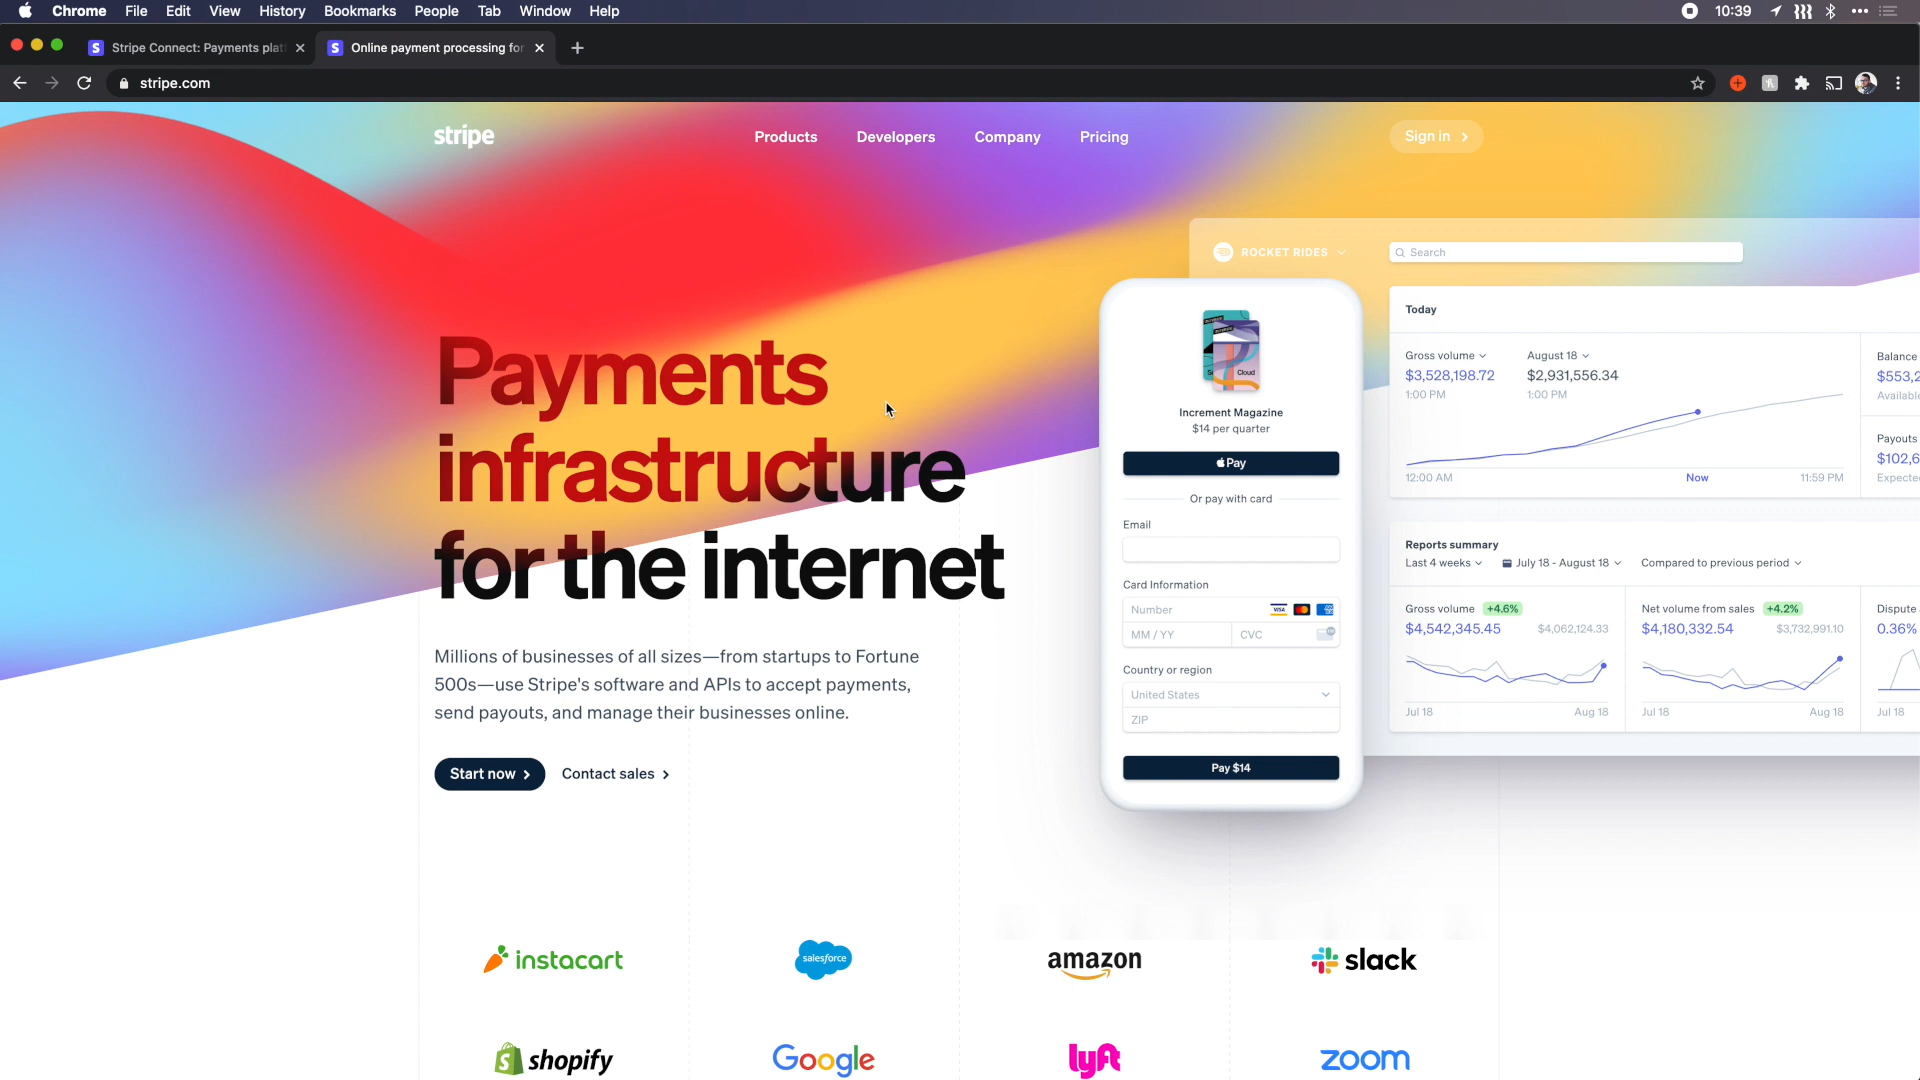 Chrome File Edit View History Bookmarks People Tab Window Help 10:39
Stripe Connect: Payments plat
Online payment processing for
stripe.com
stripe Products Developers Company Pricing Sign in
Payments
infrastructure
for the internet
Millions of businesses of all sizes—from startups to Fortune
500s—use Stripe's software and APIs to accept payments,
send payouts, and manage their businesses online.
Start now Contact sales
Cloud
Increment Magazine
$14 per quarter
Pay
Or pay with card
Email
Card Information
Number VISA
MM / YY CVC
Country or region
United States
ZIP
Pay $14
ROCKET RIDES Search
Today
Gross volume August 18
$3,528,198.72 $2,931,556.34
1:00 PM 1:00 PM
12:00 AM Now 11:59 PM
Balance
$553,2
Available
Payouts
$102,6
Expected
Reports summary
Last 4 weeks July 18 - August 18 Compared to previous period
Gross volume +4.6%
$4,542,345.45 $4,062,124.33
Jul 18 Aug 18
Net volume from sales +4.2%
$4,180,332.54 $3,732,991.10
Jul 18 Aug 18
Dispute
0.36%
Jul 18
instacart salesforce amazon slack
shopify Google lyft zoom